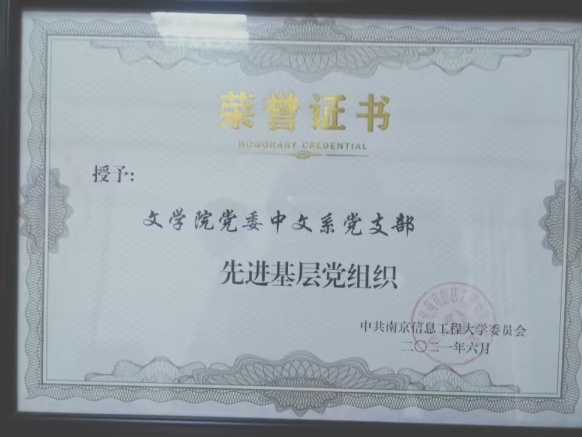 荣誉证书
HONORARY CREDENTIAL
授予:
文学院党委中文系党支部
先进基层党组织
中共南京信息工程大学委员会
二〇二一年六月